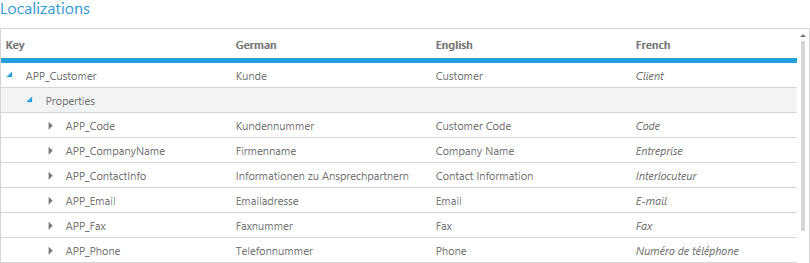 Localizations
Key German English French
APP_Customer Kunde Customer Client
Properties
APP_Code Kundennummer Customer Code Code
APP_CompanyName Firmenname Company Name Entreprise
APP_ContactInfo Informationen zu Ansprechpartnern Contact Information Interlocuteur
APP_Email Emailadresse Email E-mail
APP_Fax Faxnummer Fax Fax
APP_Phone Telefonnummer Phone Numéro de téléphone